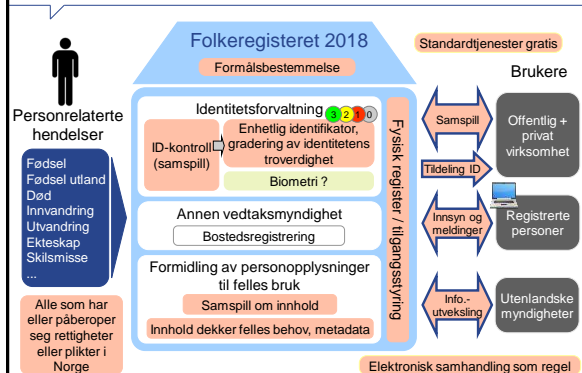 Folkeregisteret 2018
Formålsbestemmelse
Standardtjenester gratis
Personrelaterte
hendelser
Fødsel
Fødsel utland
Død
Innvandring
Utvandring
Ekteskap
Skilsmisse
...
Alle som har
eller påberoper
seg rettigheter
eller plikter i
Norge
Identitetsforvaltning
3 2 1 0
ID-kontroll
(samspill)
Enhetlig identifikator,
gradering av identitetens
troverdighet
Biometri ?
Annen vedtaksmyndighet
Bostedsregistrering
Formidling av personopplysninger
til felles bruk
Samspill om innhold
Innhold dekker felles behov, metadata
Fysisk register / tilgangsstyring
Brukere
Samspill
Offentlig +
privat
virksomhet
Tildeling ID
Innsyn og
meldinger
Registrerte
personer
Info.-
utveksling
Utenlandske
myndigheter
Elektronisk samhandling som regel